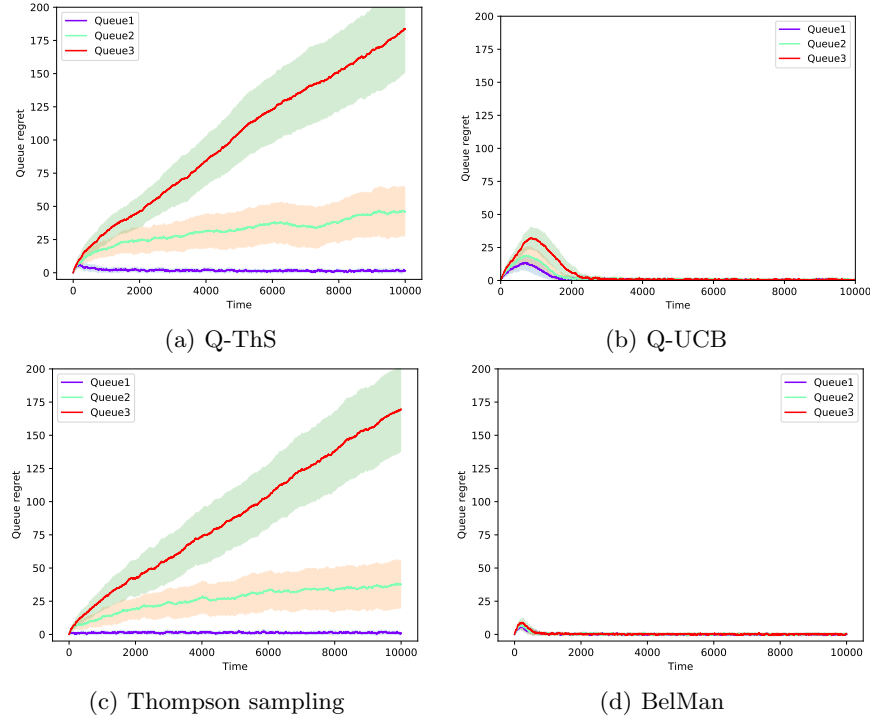 200
175
150
125
100
75
50
25
0
Queue regret
Queue1
Queue2
Queue3
0 2000 4000 6000 8000 10000
Time
(a) Q-ThS
200
175
150
125
100
75
50
25
0
Queue regret
Queue1
Queue2
Queue3
0 2000 4000 6000 8000 10000
Time
(b) Q-UCB
200
175
150
125
100
75
50
25
0
Queue regret
Queue1
Queue2
Queue3
0 2000 4000 6000 8000 10000
Time
(c) Thompson sampling
200
175
150
125
100
75
50
25
0
Queue regret
Queue1
Queue2
Queue3
0 2000 4000 6000 8000 10000
Time
(d) BelMan